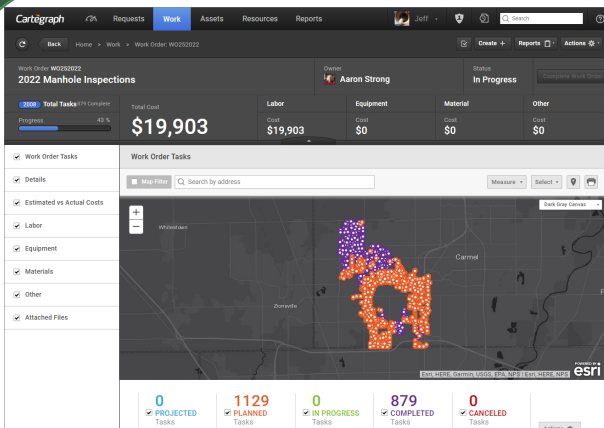 Cartëgraph Requests Work Assets Resources Reports Jeff Search
Back Home » Work » Work Order: WO252022 Create + Reports Actions
Work Order WO252022
2022 Manhole Inspections
Owner
Aaron Strong
Status
In Progress
Complete Work Order
2008 Total Tasks 879 Complete
Progress 43 %
Total Cost
$19,903
Labor
Cost
$19,903
Equipment
Cost
$0
Material
Cost
$0
Other
Cost
$0
Work Order Tasks
Details
Estimated vs Actual Costs
Labor
Equipment
Materials
Other
Attached Files
Work Order Tasks
Map Filter Search by address Measure Select
Dark Gray Canvas
+
−
Whitestown
Carmel
Zionsville
Esri, HERE, Garmin, USGS, EPA, NPS | Esri, HERE, NPS
POWERED BY
esri
0
PROJECTED
Tasks
1129
PLANNED
Tasks
0
IN PROGRESS
Tasks
879
COMPLETED
Tasks
0
CANCELED
Tasks
Actions